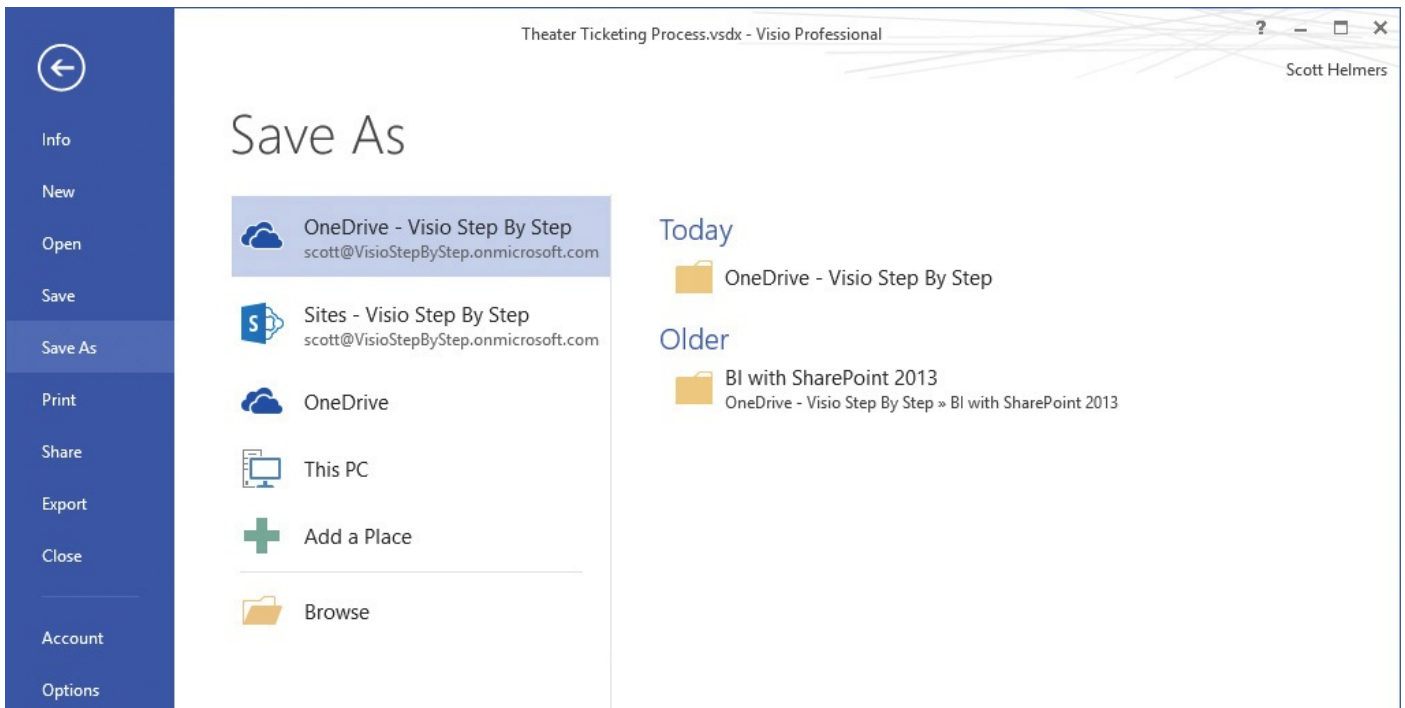 Theater Ticketing Process.vsdx - Visio Professional
?
Scott Helmers
Info
New
Open
Save
Save As
Print
Share
Export
Close
Account
Options
Save As
OneDrive - Visio Step By Step
scott@VisioStepByStep.onmicrosoft.com
S
Sites - Visio Step By Step
scott@VisioStepByStep.onmicrosoft.com
OneDrive
This PC
Add a Place
Browse
Today
OneDrive - Visio Step By Step
Older
BI with SharePoint 2013
OneDrive - Visio Step By Step » BI with SharePoint 2013